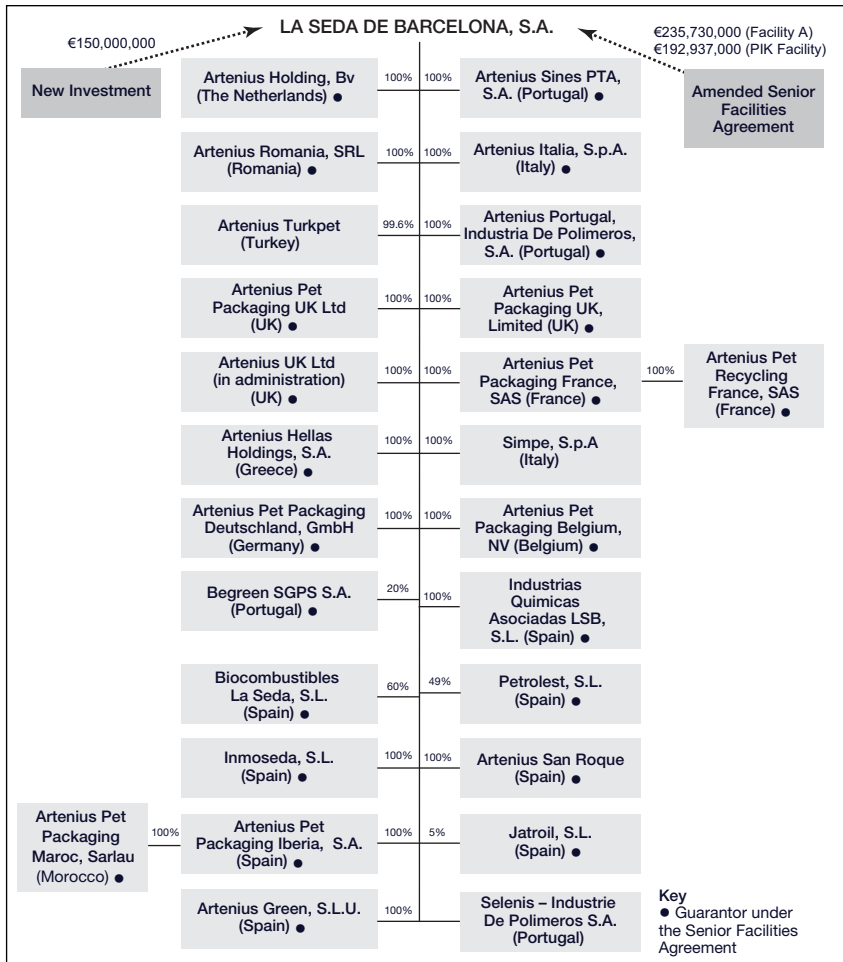 LA SEDA DE BARCELONA, S.A.
€150,000,000
€235,730,000 (Facility A)
€192,937,000 (PIK Facility)
New Investment
Amended Senior
Facilities
Agreement
Artenius Holding, Bv
(The Netherlands) ●
100%
100%
Artenius Sines PTA,
S.A. (Portugal) ●
Artenius Romania, SRL
(Romania) ●
100%
100%
Artenius Italia, S.p.A.
(Italy) ●
Artenius Turkpet
(Turkey)
99.6%
100%
Artenius Portugal,
Industria De Polimeros,
S.A. (Portugal) ●
Artenius Pet
Packaging UK Ltd
(UK) ●
100%
100%
Artenius Pet
Packaging UK,
Limited (UK) ●
Artenius UK Ltd
(in administration)
(UK) ●
100%
100%
Artenius Pet
Packaging France,
SAS (France) ●
100%
Artenius Pet
Recycling
France, SAS
(France) ●
Artenius Hellas
Holdings, S.A.
(Greece) ●
100%
100%
Simpe, S.p.A
(Italy)
Artenius Pet Packaging
Deutschland, GmbH
(Germany) ●
100%
100%
Artenius Pet
Packaging Belgium,
NV (Belgium) ●
Begreen SGPS S.A.
(Portugal) ●
20%
100%
Industrias
Quimicas
Asociadas LSB,
S.L. (Spain) ●
Biocombustibles
La Seda, S.L.
(Spain) ●
60%
49%
Petrolest, S.L.
(Spain) ●
Inmoseda, S.L.
(Spain) ●
100%
100%
Artenius San Roque
(Spain) ●
Artenius Pet
Packaging
Maroc, Sarlau
(Morocco) ●
100%
Artenius Pet
Packaging Iberia, S.A.
(Spain) ●
100%
5%
Jatroil, S.L.
(Spain) ●
Artenius Green, S.L.U.
(Spain) ●
100%
Selenis – Industrie
De Polimeros S.A.
(Portugal)
Key
● Guarantor under
the Senior Facilities
Agreement